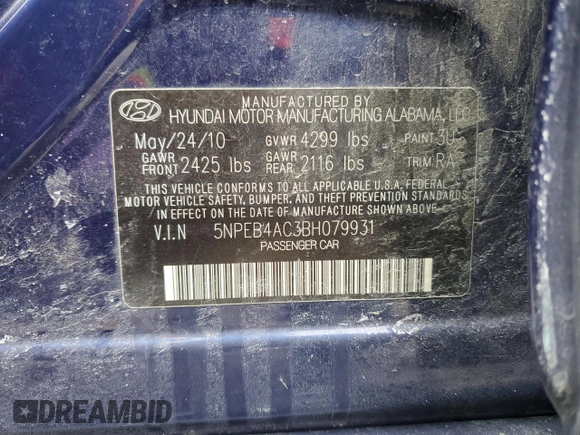 MANUFACTURED BY
HYUNDAI MOTOR MANUFACTURING ALABAMA, LLC
May/24/10 GVWR 4299 lbs PAINT 3U
GAWR FRONT 2425 lbs GAWR REAR 2116 lbs TRIM RA
THIS VEHICLE CONFORMS TO ALL APPLICABLE U.S.A. FEDERAL
MOTOR VEHICLE SAFETY, BUMPER, AND THEFT PREVENTION STANDARDS
IN EFFECT ON THE DATE OF MANUFACTURE SHOWN ABOVE.
V.I.N 5NPEB4AC3BH079931
PASSENGER CAR
DREAMBID